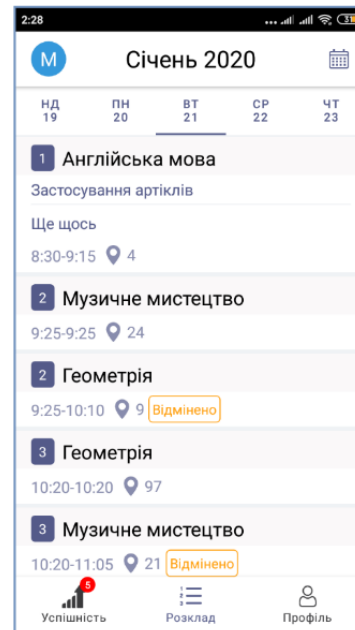 2:28
31
М
Січень 2020
НД ПН ВТ СР ЧТ
19 20 21 22 23
1 Англійська мова
Застосування артіклів
Ще щось
8:30-9:15 4
2 Музичне мистецтво
9:25-9:25 24
2 Геометрія
9:25-10:10 9 Відмінено
3 Геометрія
10:20-10:20 97
3 Музичне мистецтво
10:20-11:05 21 Відмінено
5
Успішність Розклад Профіль